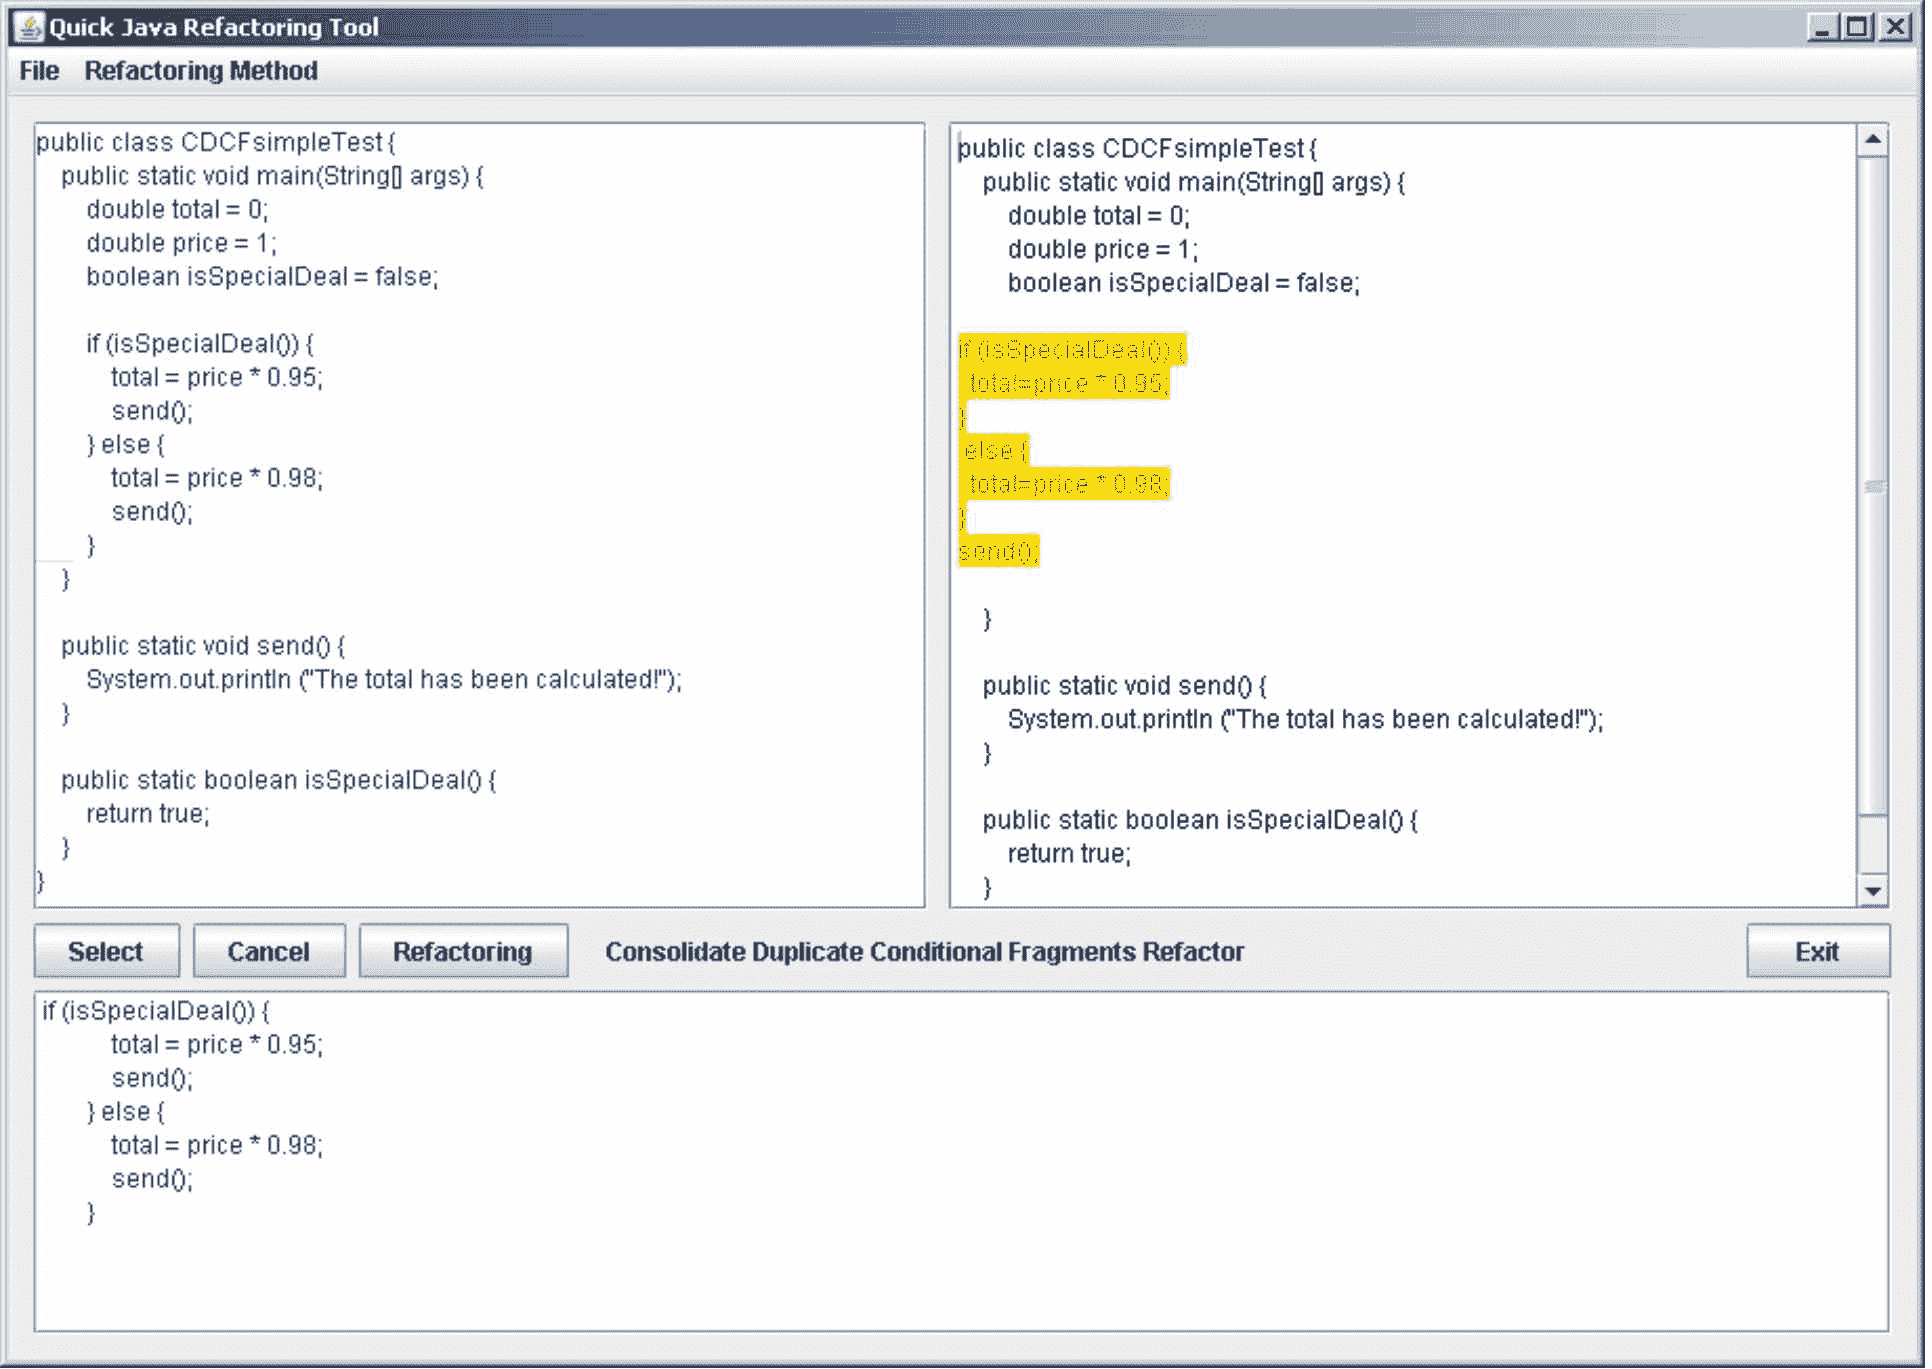 Quick Java Refactoring Tool
File Refactoring Method
public class CDCFsimpleTest {
public static void main(String[] args) {
double total = 0;
double price = 1;
boolean isSpecialDeal = false;
if (isSpecialDeal()) {
total = price * 0.95;
send();
} else {
total = price * 0.98;
send();
}
}
public static void send() {
System.out.println ("The total has been calculated!");
}
public static boolean isSpecialDeal() {
return true;
}
}
public class CDCFsimpleTest {
public static void main(String[] args) {
double total = 0;
double price = 1;
boolean isSpecialDeal = false;
if (isSpecialDeal()) {
total=price * 0.95;
}
else {
total=price * 0.98;
}
send();
}
public static void send() {
System.out.println ("The total has been calculated!");
}
public static boolean isSpecialDeal() {
return true;
}
Select Cancel Refactoring Consolidate Duplicate Conditional Fragments Refactor Exit
if (isSpecialDeal()) {
total = price * 0.95;
send();
} else {
total = price * 0.98;
send();
}